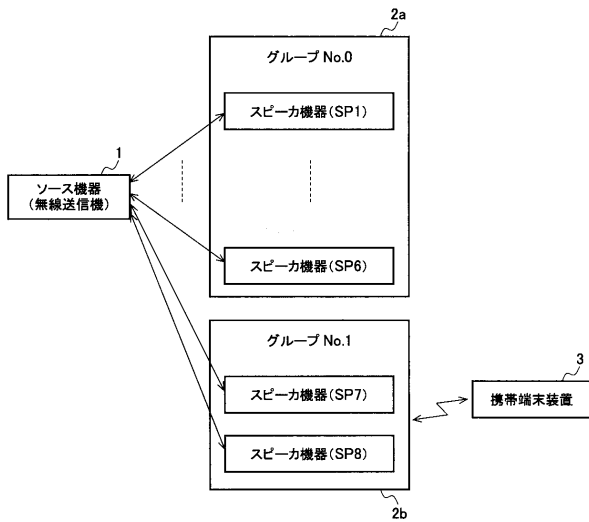 2a
グループ No.0
スピーカ機器(SP1)
1
ソース機器
(無線送信機)
スピーカ機器(SP6)
グループ No.1
スピーカ機器(SP7)
3
携帯端末装置
スピーカ機器(SP8)
2b